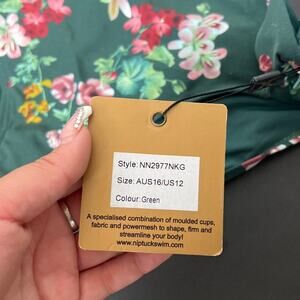 Style: NN2977NKG
Size: AUS16/US12
Colour: Green
A specialised combination of moulded cups,
fabric and powermesh to shape, firm and
streamline your body!
www.niptuckswim.com